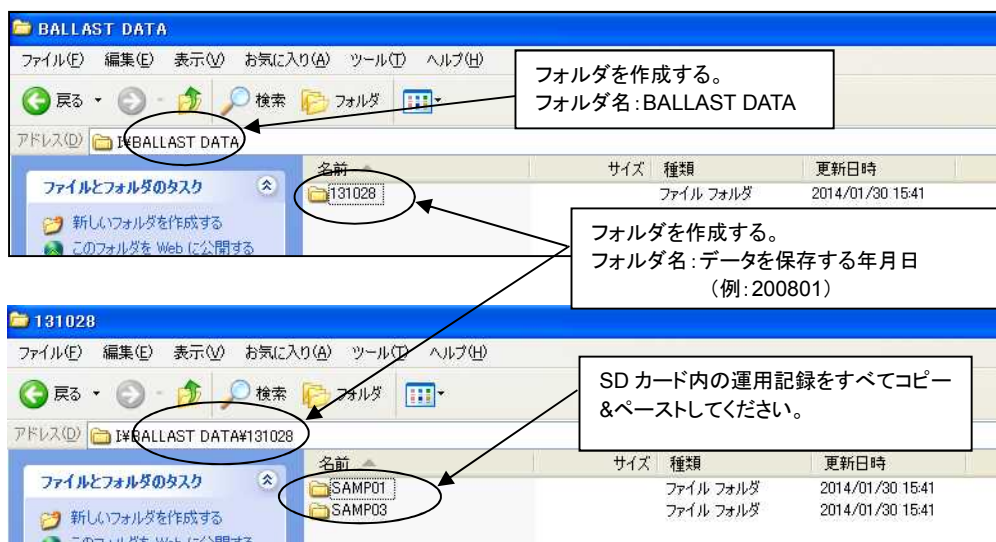 BALLAST DATA
ファイル(F) 編集(E) 表示(V) お気に入り(A) ツール(T) ヘルプ(H)
戻る 検索 フォルダ
フォルダを作成する。
フォルダ名：BALLAST DATA
アドレス(D) I:¥BALLAST DATA
名前 サイズ 種類 更新日時
ファイルとフォルダのタスク
131028 ファイル フォルダ 2014/01/30 15:41
新しいフォルダを作成する
このフォルダを Web に公開する
フォルダを作成する。
フォルダ名：データを保存する年月日
（例：200801）
131028
ファイル(F) 編集(E) 表示(V) お気に入り(A) ツール(T) ヘルプ(H)
戻る 検索 フォルダ
SD カード内の運用記録をすべてコピー
&ペーストしてください。
アドレス(D) I:¥BALLAST DATA¥131028
名前 サイズ 種類 更新日時
ファイルとフォルダのタスク
SAMP01 ファイル フォルダ 2014/01/30 15:41
SAMP03 ファイル フォルダ 2014/01/30 15:41
新しいフォルダを作成する
このフォルダを Web に公開する